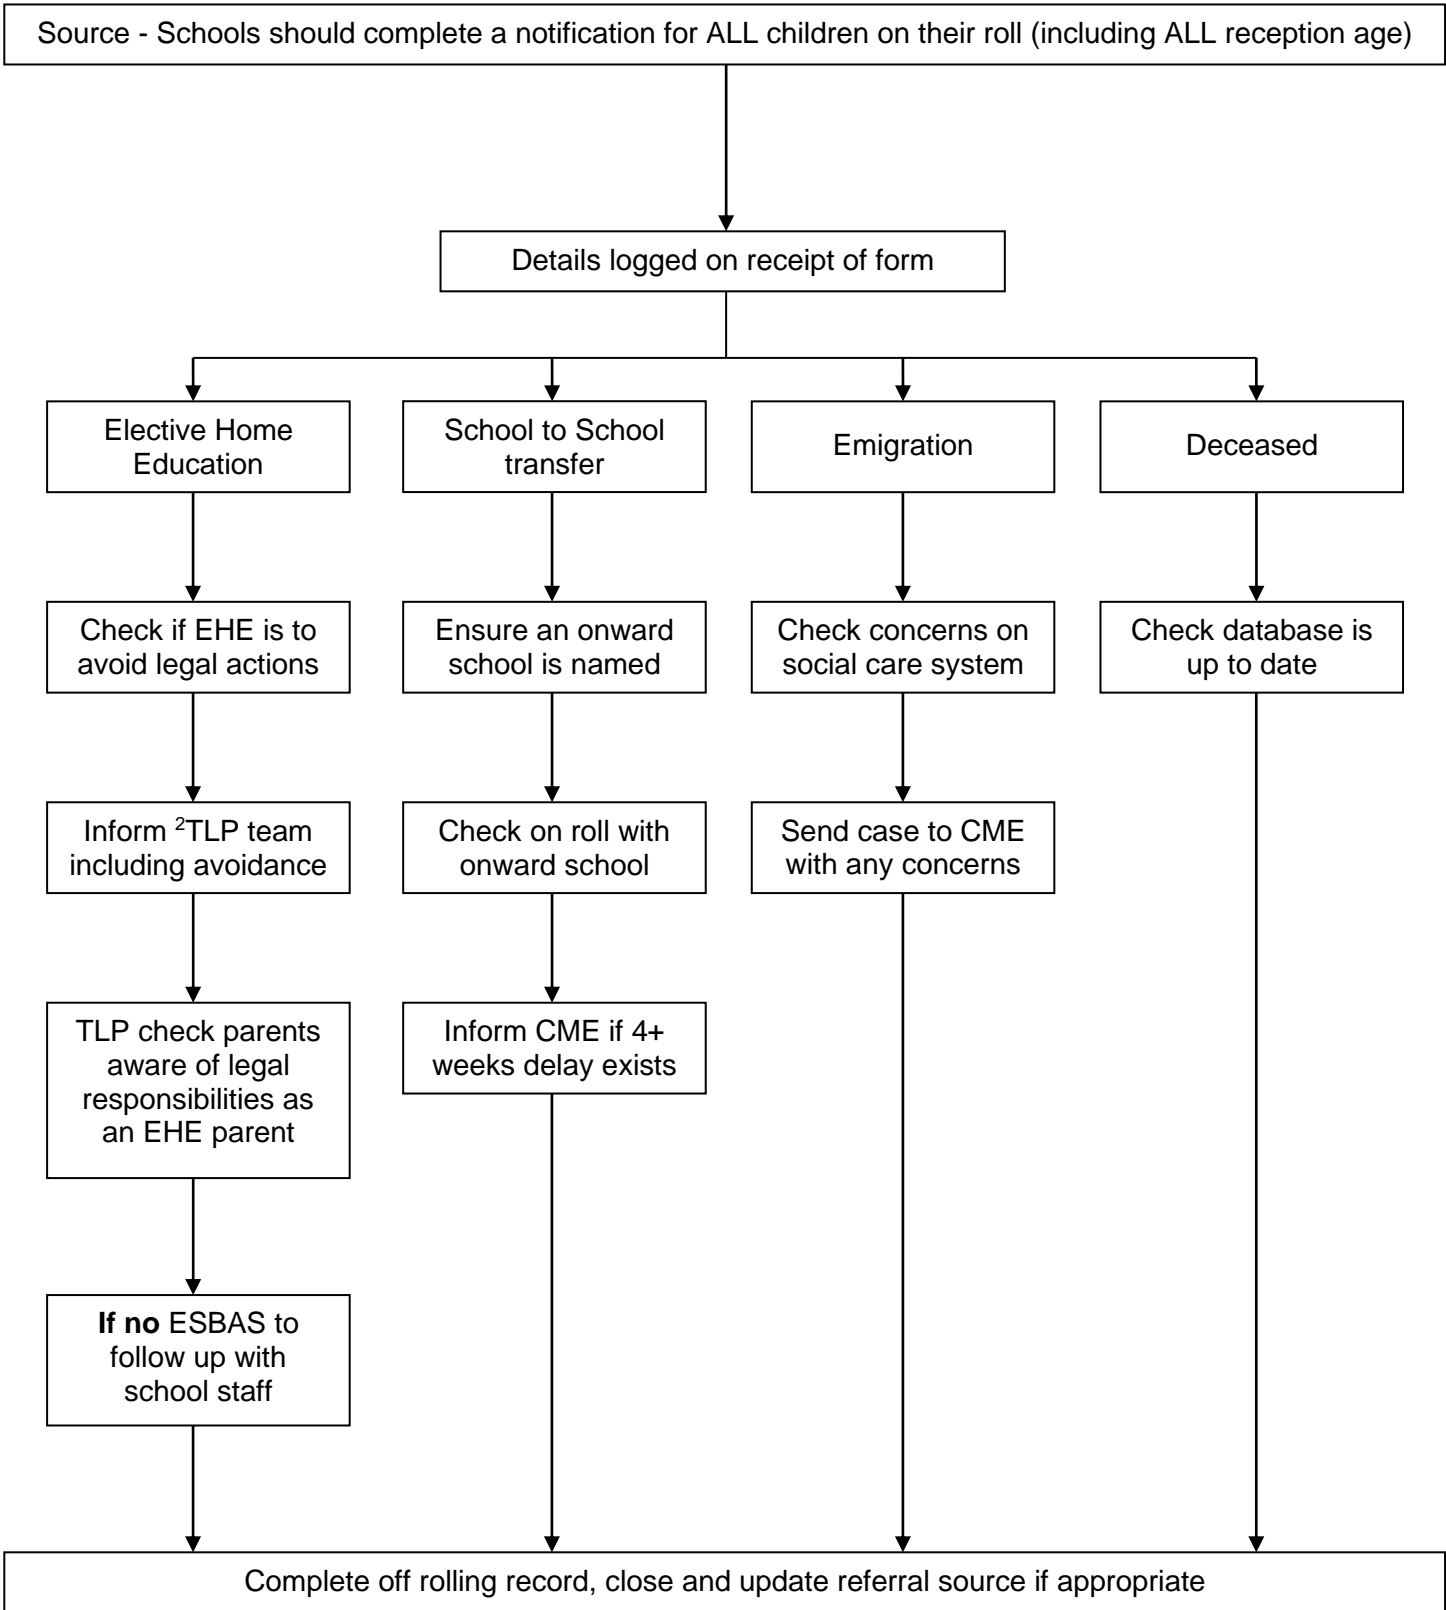 Source - Schools should complete a notification for ALL children on their roll (including ALL reception age)
Details logged on receipt of form
Elective Home
Education
School to School
transfer
Emigration
Deceased
Check if EHE is to
avoid legal actions
Ensure an onward
school is named
Check concerns on
social care system
Check database is
up to date
Inform ²TLP team
including avoidance
Check on roll with
onward school
Send case to CME
with any concerns
TLP check parents
aware of legal
responsibilities as
an EHE parent
Inform CME if 4+
weeks delay exists
If no ESBAS to
follow up with
school staff
Complete off rolling record, close and update referral source if appropriate